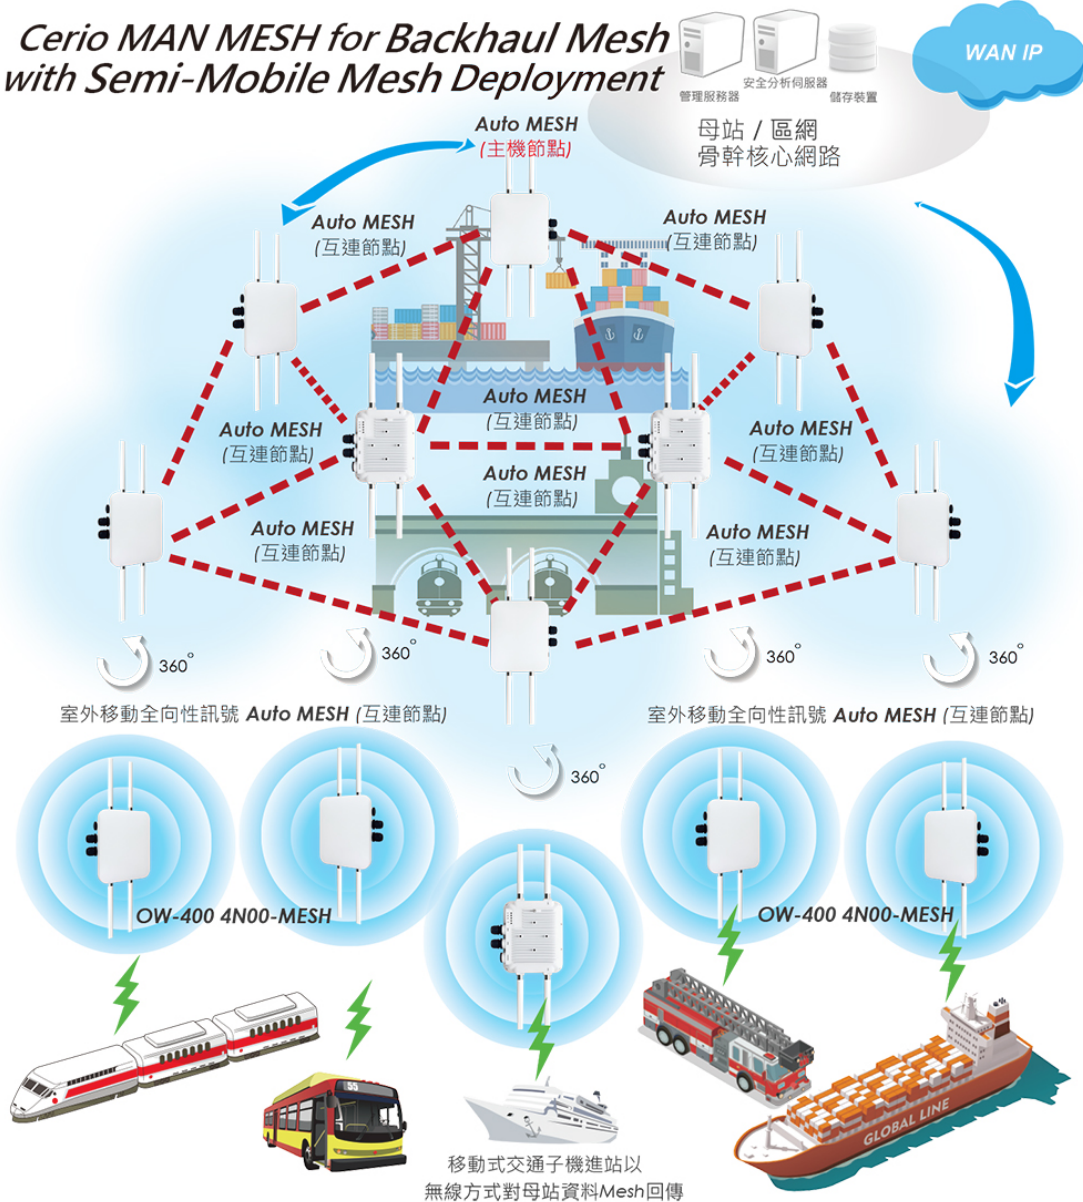 Cerio MAN MESH for Backhaul Mesh
with Semi-Mobile Mesh Deployment
WAN IP
管理服務器
安全分析伺服器
儲存裝置
母站 / 區網
骨幹核心網路
Auto MESH
(主機節點)
Auto MESH
(互連節點)
Auto MESH
(互連節點)
Auto MESH
(互連節點)
Auto MESH
(互連節點)
Auto MESH
(互連節點)
Auto MESH
(互連節點)
Auto MESH
(互連節點)
Auto MESH
(互連節點)
360°
360°
360°
360°
室外移動全向性訊號 Auto MESH (互連節點)
室外移動全向性訊號 Auto MESH (互連節點)
360°
OW-400 4N00-MESH
OW-400 4N00-MESH
55
GLOBAL LINE
移動式交通子機進站以
無線方式對母站資料Mesh回傳